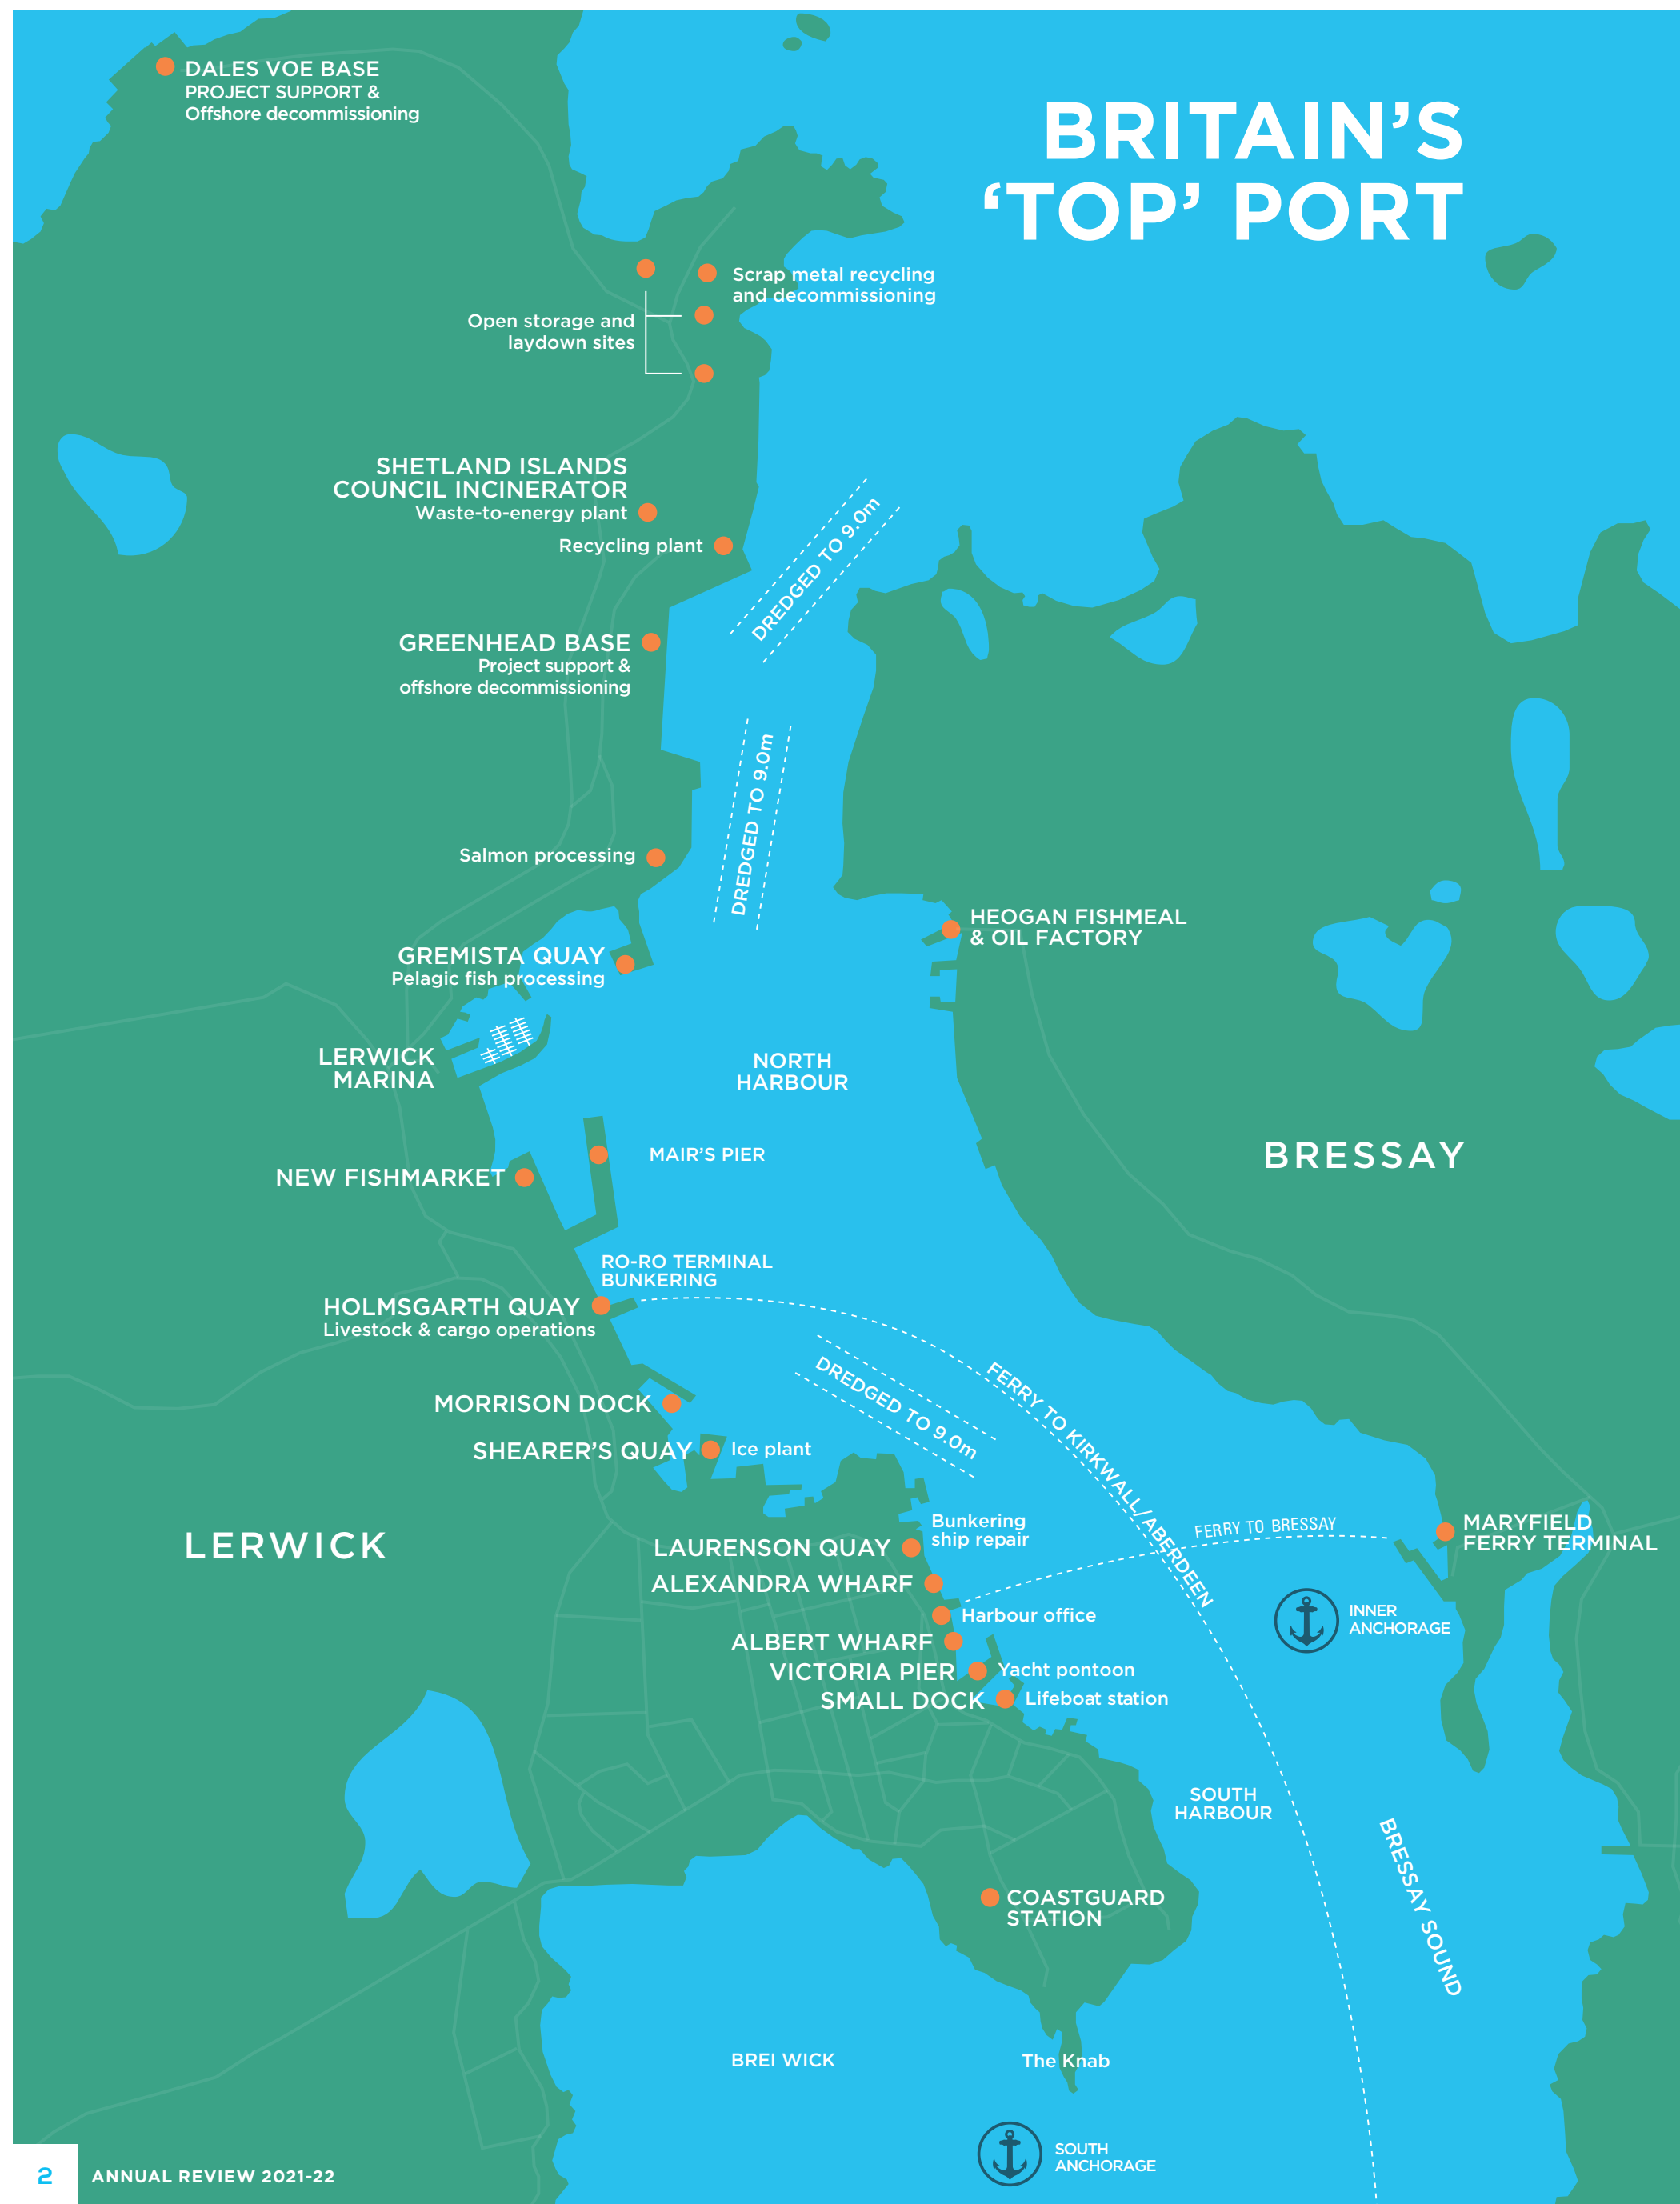 BRITAIN’S
‘TOP’ PORT
DALES VOE BASE
PROJECT SUPPORT &
Offshore decommissioning
Scrap metal recycling
and decommissioning
Open storage and
laydown sites
SHETLAND ISLANDS
COUNCIL INCINERATOR
Waste-to-energy plant
Recycling plant
DREDGED TO 9.0m
GREENHEAD BASE
Project support &
offshore decommissioning
DREDGED TO 9.0m
Salmon processing
HEOGAN FISHMEAL
& OIL FACTORY
GREMISTA QUAY
Pelagic fish processing
LERWICK
MARINA
NORTH
HARBOUR
BRESSAY
MAIR’S PIER
NEW FISHMARKET
RO-RO TERMINAL
BUNKERING
HOLMSGARTH QUAY
Livestock & cargo operations
DREDGED TO 9.0m
FERRY TO KIRKWALL/ABERDEEN
MORRISON DOCK
SHEARER’S QUAY
Ice plant
LERWICK
Bunkering
ship repair
LAURENSON QUAY
FERRY TO BRESSAY
MARYFIELD
FERRY TERMINAL
ALEXANDRA WHARF
Harbour office
INNER
ANCHORAGE
ALBERT WHARF
VICTORIA PIER
Yacht pontoon
SMALL DOCK
Lifeboat station
SOUTH
HARBOUR
BRESSAY SOUND
COASTGUARD
STATION
BREI WICK
The Knab
SOUTH
ANCHORAGE
2
ANNUAL REVIEW 2021-22